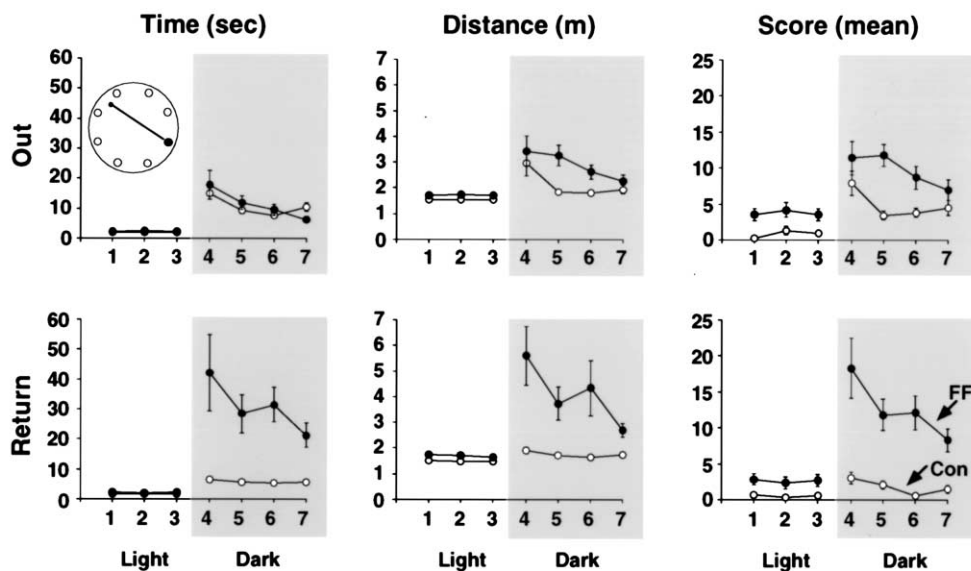 Time (sec) Distance (m) Score (mean)
Out
60 50 40 30 20 10 0
1 2 3 4 5 6 7
7 6 5 4 3 2 1 0
1 2 3 4 5 6 7
25 20 15 10 5 0
1 2 3 4 5 6 7
Return
60 50 40 30 20 10 0
1 2 3 4 5 6 7
Light Dark
7 6 5 4 3 2 1 0
1 2 3 4 5 6 7
Light Dark
25 20 15 10 5 0
FF
Con
1 2 3 4 5 6 7
Light Dark